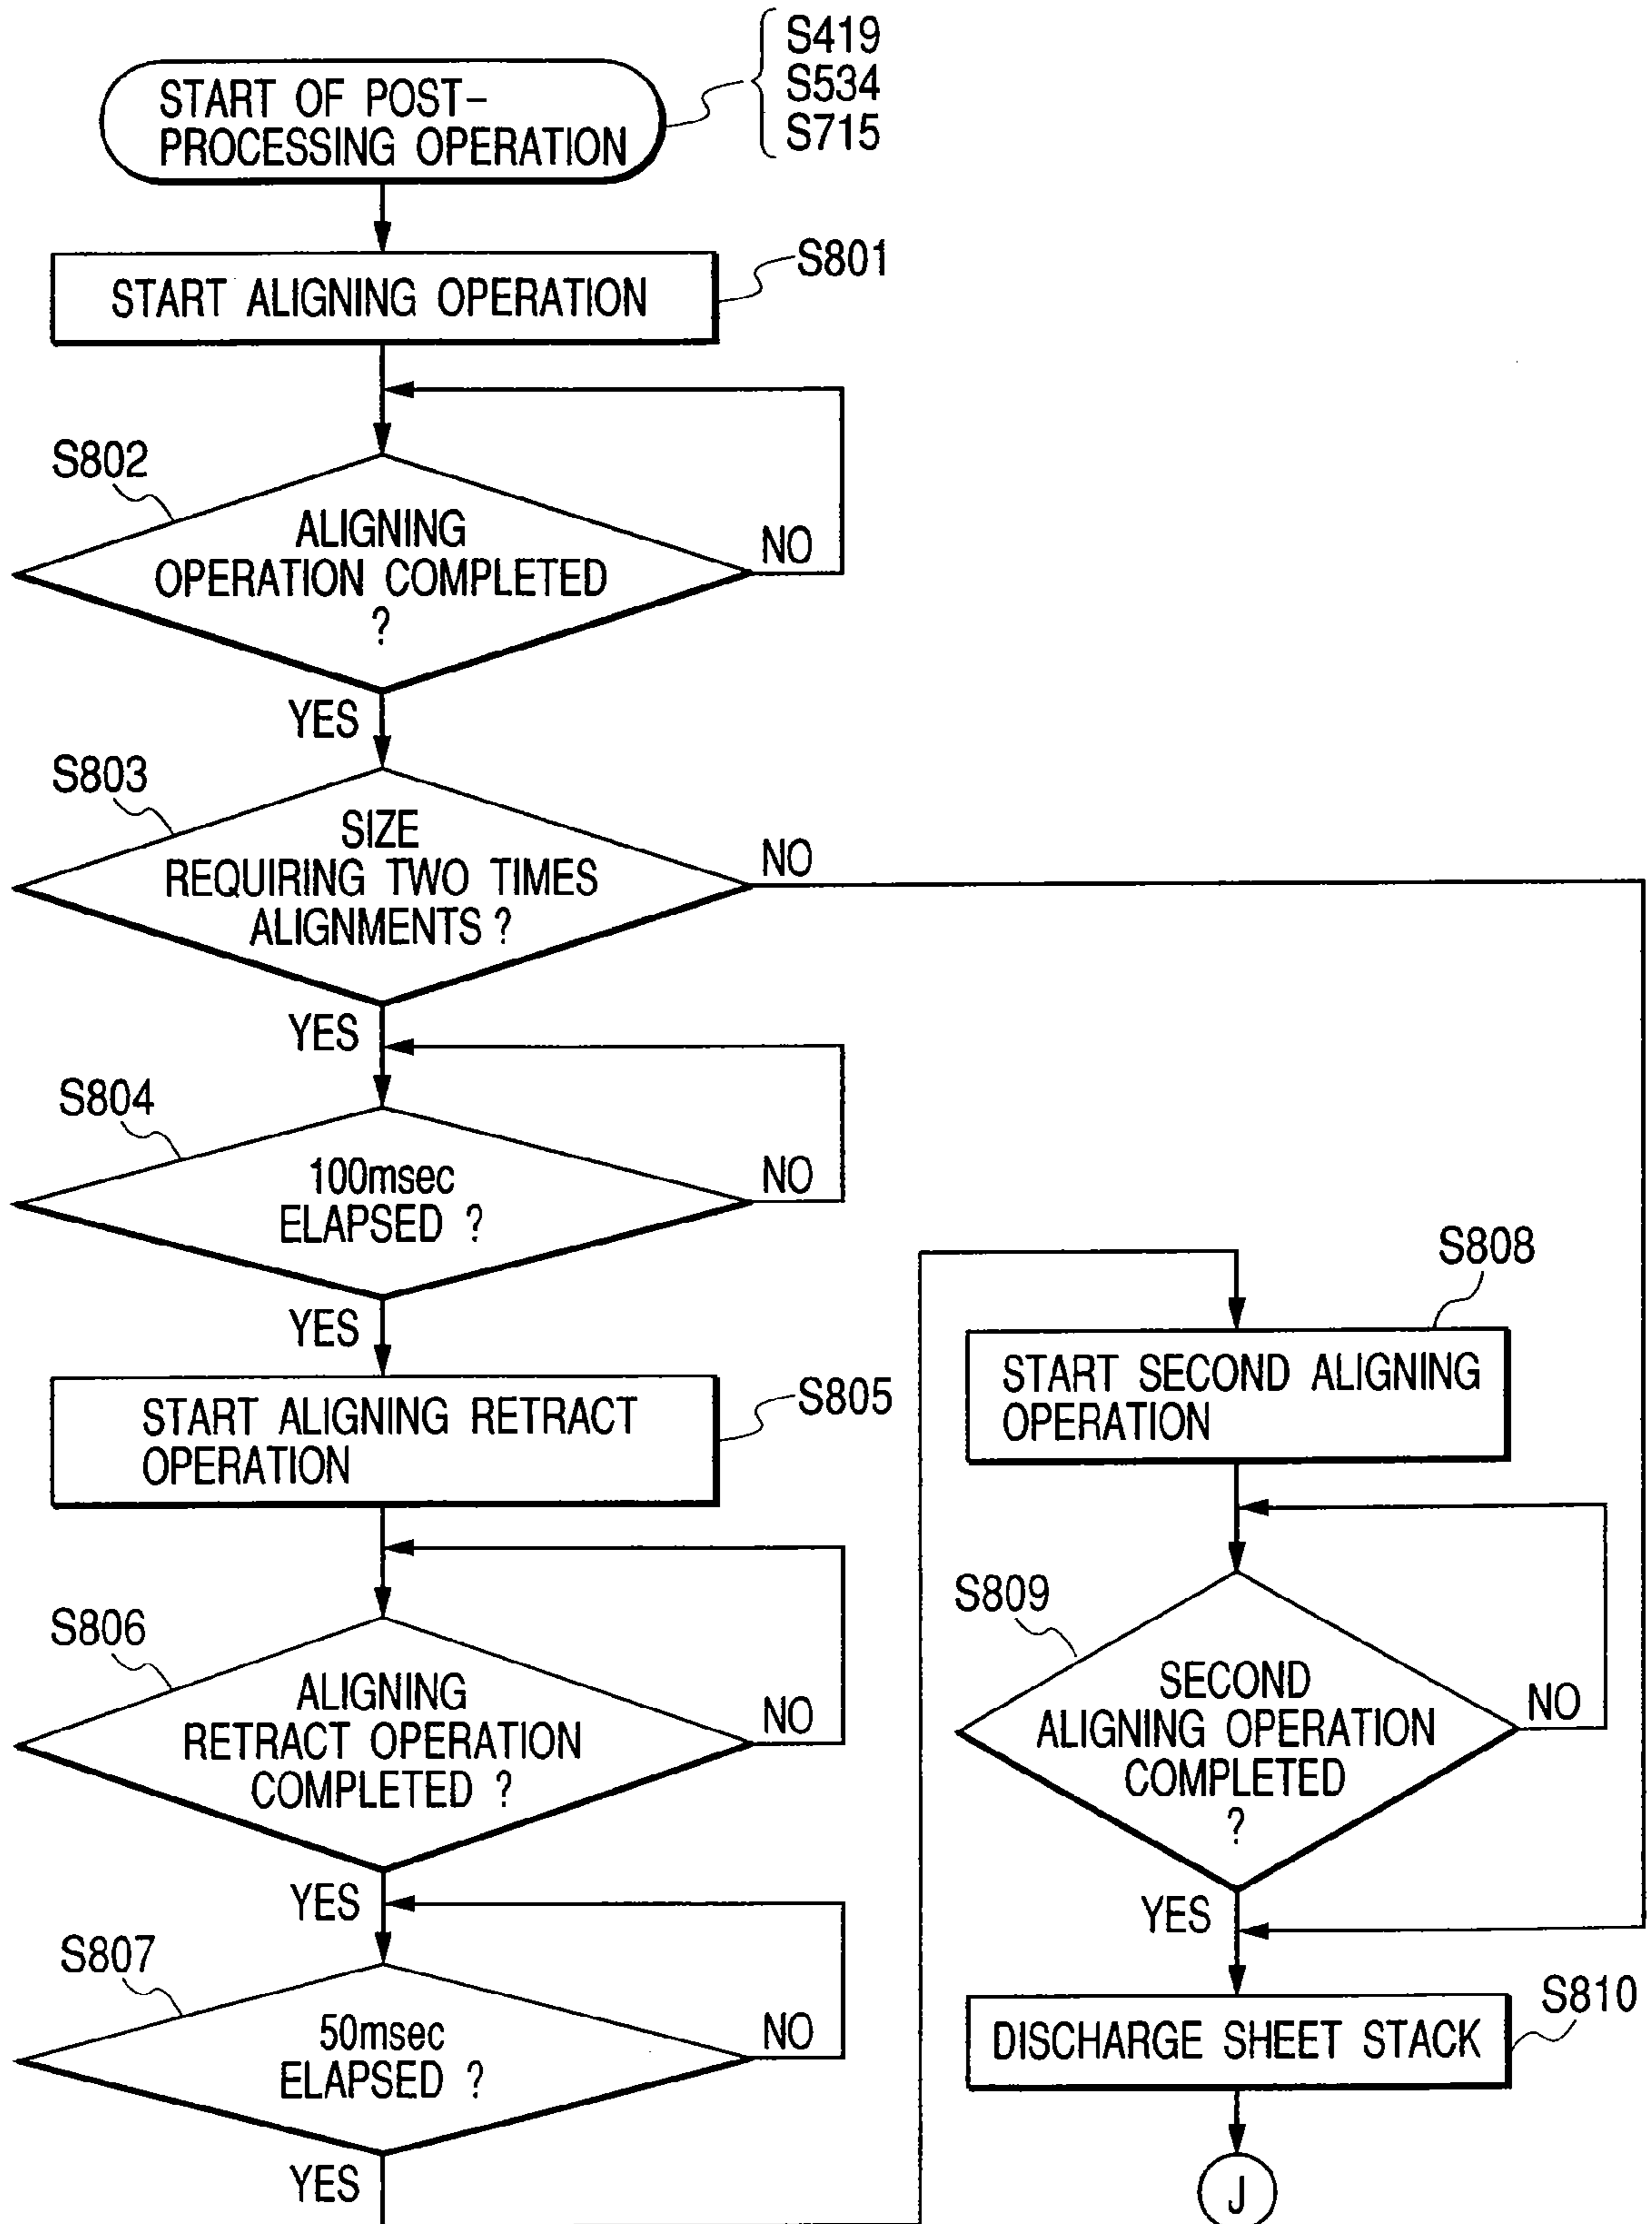 START OF POST-
PROCESSING OPERATION
S419
S534
S715
START ALIGNING OPERATION
S801
S802
ALIGNING
OPERATION COMPLETED
?
NO
YES
S803
SIZE
REQUIRING TWO TIMES
ALIGNMENTS ?
NO
YES
S804
100msec
ELAPSED ?
NO
YES
START ALIGNING RETRACT
OPERATION
S805
S806
ALIGNING
RETRACT OPERATION
COMPLETED ?
NO
YES
S807
50msec
ELAPSED ?
NO
YES
S808
START SECOND ALIGNING
OPERATION
S809
SECOND
ALIGNING OPERATION
COMPLETED
?
NO
YES
S810
DISCHARGE SHEET STACK
J